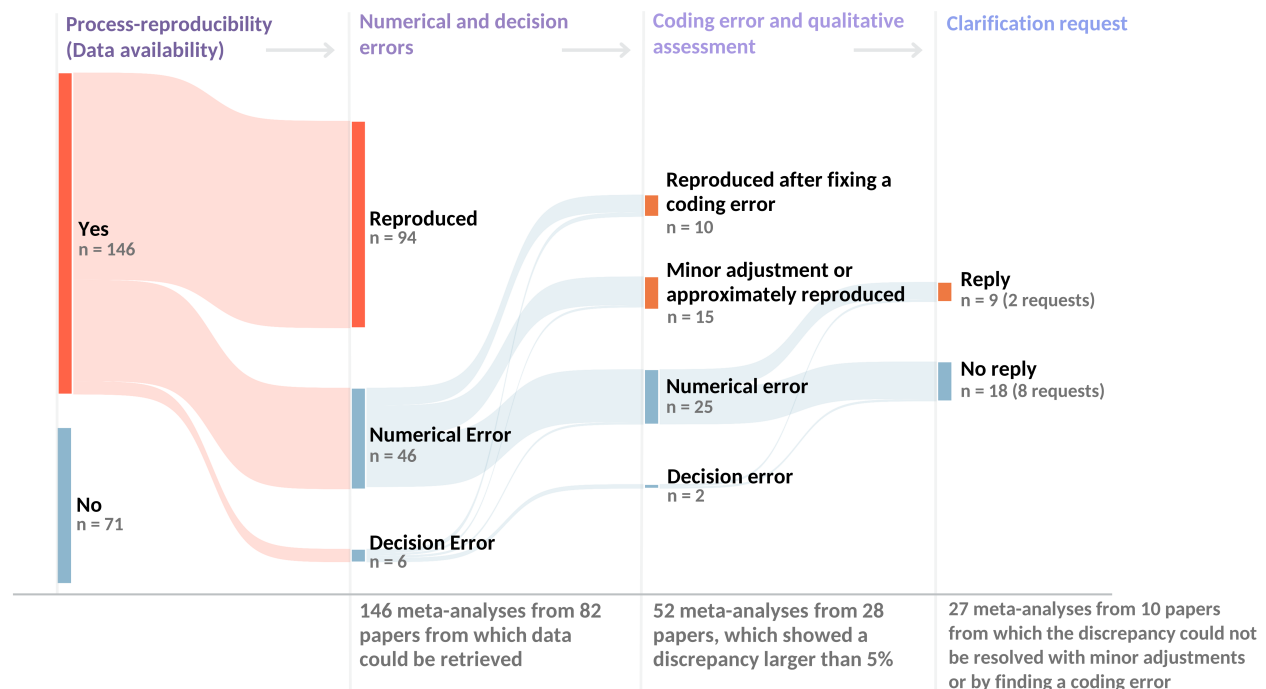 Process-reproducibility
(Data availability)
Numerical and decision
errors
Coding error and qualitative
assessment
Clarification request
Yes
n = 146
No
n = 71
Reproduced
n = 94
Numerical Error
n = 46
Decision Error
n = 6
Reproduced after fixing a
coding error
n = 10
Minor adjustment or
approximately reproduced
n = 15
Numerical error
n = 25
Decision error
n = 2
Reply
n = 9 (2 requests)
No reply
n = 18 (8 requests)
146 meta-analyses from 82
papers from which data
could be retrieved
52 meta-analyses from 28
papers, which showed a
discrepancy larger than 5%
27 meta-analyses from 10 papers
from which the discrepancy could not
be resolved with minor adjustments
or by finding a coding error